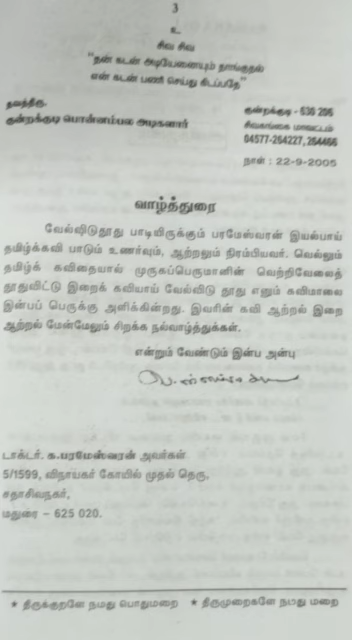 3
உ
சிவ சிவ
"தன் கடன் அடியேனையும் தாங்குதல்
என் கடன் பணி செய்து கிடப்பதே"
தவத்திரு.
குன்றக்குடி பொன்னம்பல அடிகளார்
குன்றக்குடி - 630 206
சிவகங்கை மாவட்டம்
04577-264227, 264466
நாள் : 22-9-2005
வாழ்த்துரை
வேல்விடுதூது பாடியிருக்கும் பரமேஸ்வரன் இயல்பாய்
தமிழ்க்கவி பாடும் உணர்வும், ஆற்றலும் நிரம்பியவர். வெல்லும்
தமிழ்க் கவிதையால் முருகப்பெருமானின் வெற்றிவேலைத்
தூதுவிட்டு இறைக் கவியாய் வேல்விடு தூது எனும் கவிமாலை
இன்பப் பெருக்கு அளிக்கின்றது. இவரின் கவி ஆற்றல் இறை
ஆற்றல் மேன்மேலும் சிறக்க நல்வாழ்த்துக்கள்.
என்றும் வேண்டும் இன்ப அன்பு
டாக்டர். க.பரமேஸ்வரன் அவர்கள்
5/1599, விநாயகர் கோயில் முதல் தெரு,
சதாசிவநகர்,
மதுரை – 625 020.
★ திருக்குறளே நமது பொதுமறை ★ திருமுறைகளே நமது மறை